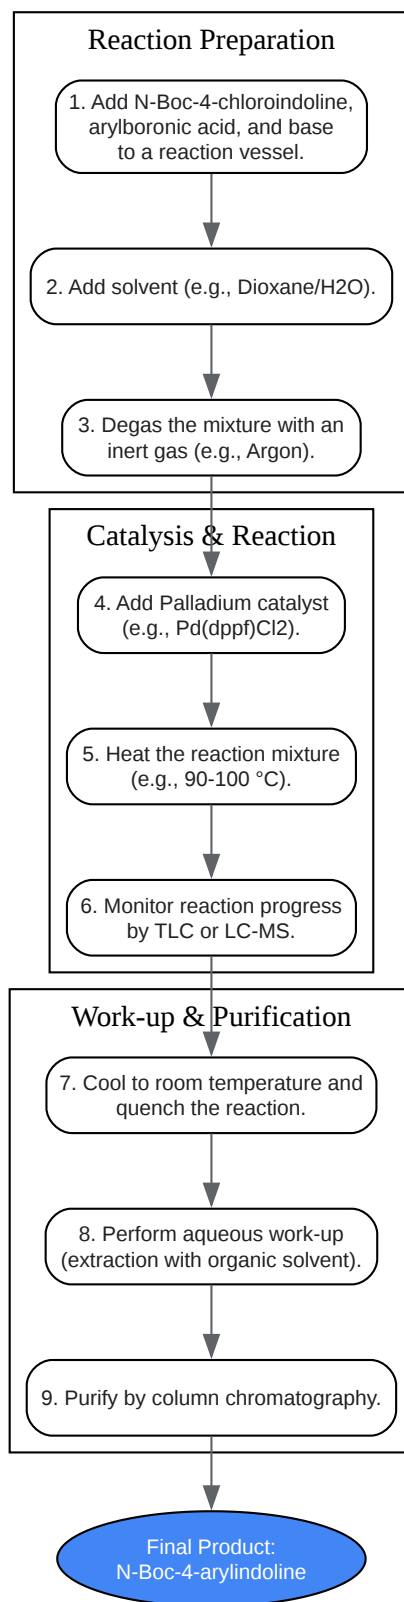 Reaction Preparation
1. Add N-Boc-4-chloroindoline,
arylboronic acid, and base
to a reaction vessel.
2. Add solvent (e.g., Dioxane/H2O).
3. Degas the mixture with an
inert gas (e.g., Argon).
Catalysis & Reaction
4. Add Palladium catalyst
(e.g., Pd(dppf)Cl2).
5. Heat the reaction mixture
(e.g., 90-100 °C).
6. Monitor reaction progress
by TLC or LC-MS.
Work-up & Purification
7. Cool to room temperature and
quench the reaction.
8. Perform aqueous work-up
(extraction with organic solvent).
9. Purify by column chromatography.
Final Product:
N-Boc-4-arylindoline